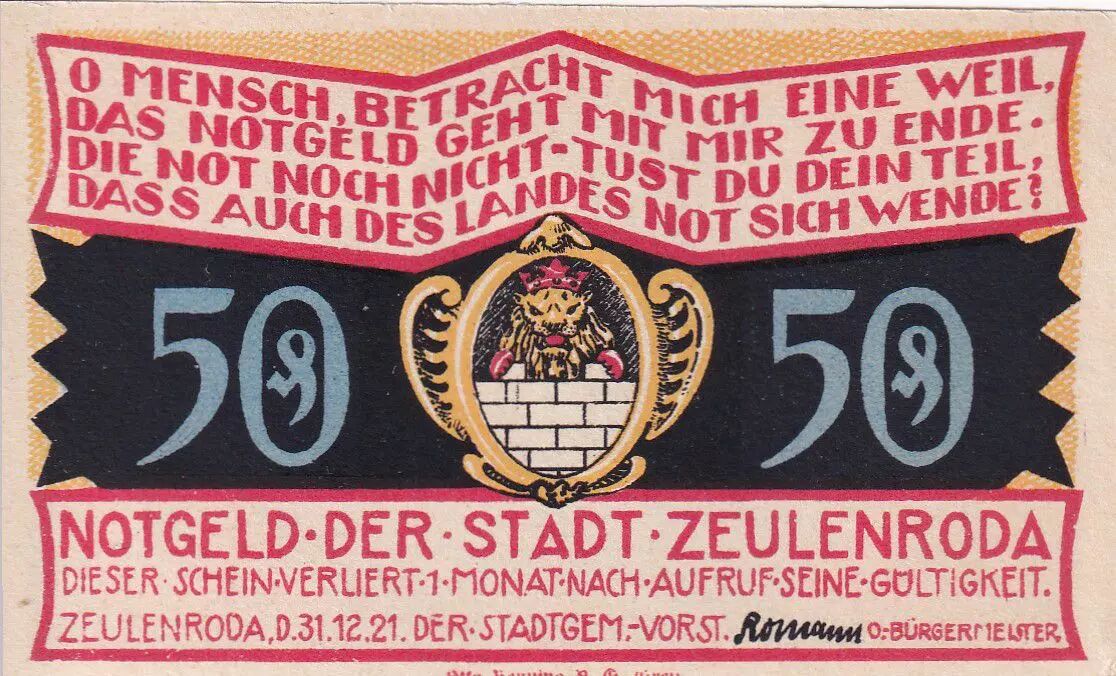 O MENSCH, BETRACHT MICH EINE WEIL,
DAS NOTGELD GEHT MIT MIR ZU ENDE.
DIE NOT NOCH NICHT-TUST DU DEIN TEIL,
DASS AUCH DES LANDES NOT SICH WENDE?
50 50
NOTGELD·DER·STADT·ZEULENRODA
DIESER·SCHEIN·VERLIERT·1·MONAT·NACH·AUFRUF·SEINE·GÜLTIGKEIT.
ZEULENRODA, D. 31.12.21. DER·STADTGEM.-VORST. Romann O.-BÜRGERMEISTER